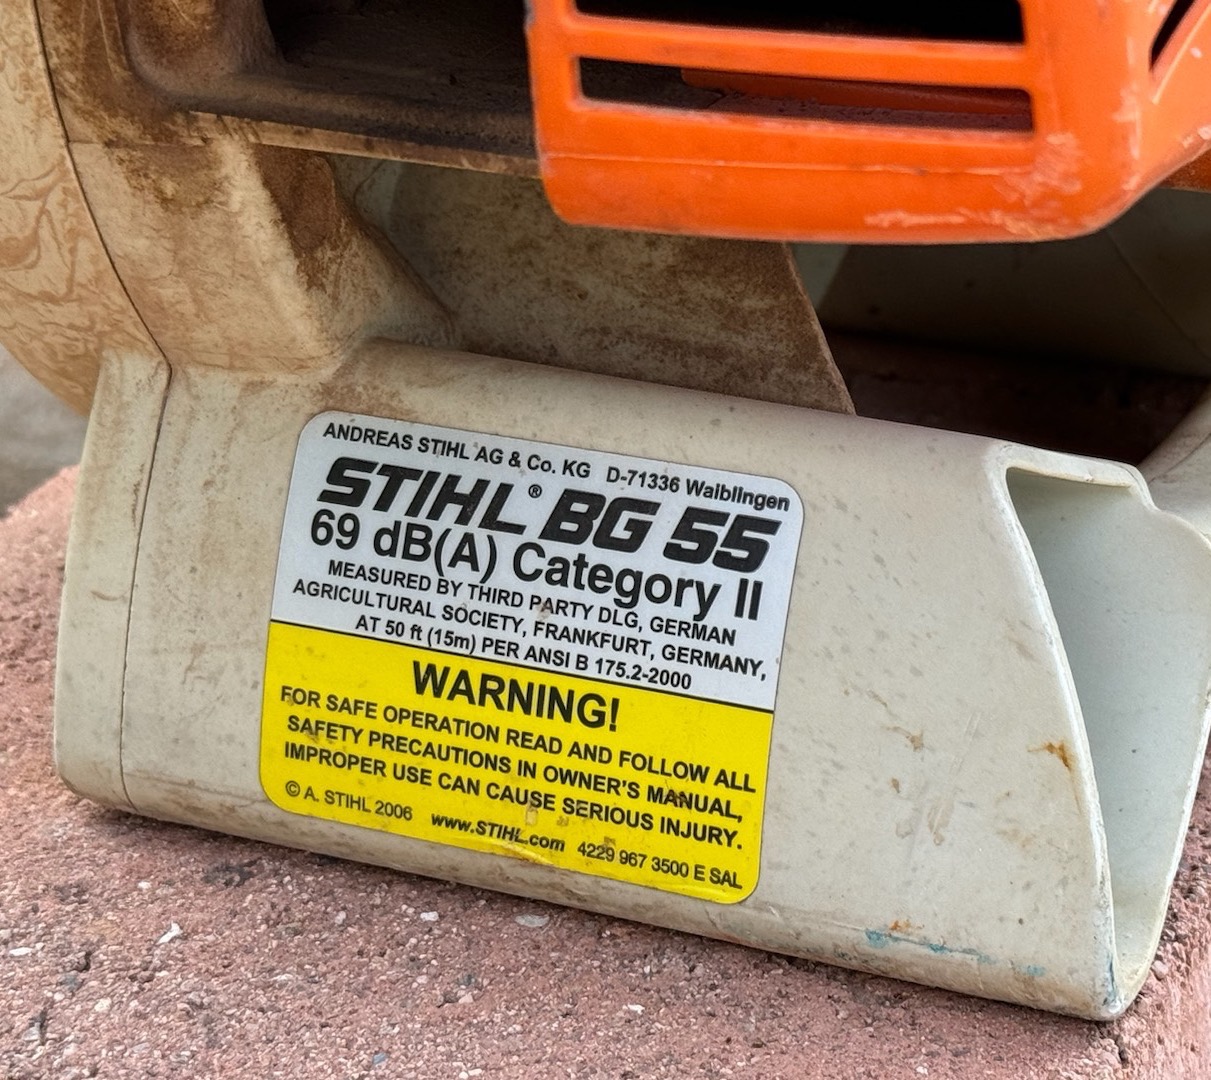 ANDREAS STIHL AG & Co. KG D-71336 Waiblingen
STIHL® BG 55
69 dB(A) Category II
MEASURED BY THIRD PARTY DLG, GERMAN
AGRICULTURAL SOCIETY, FRANKFURT, GERMANY,
AT 50 ft (15m) PER ANSI B 175.2-2000
WARNING!
FOR SAFE OPERATION READ AND FOLLOW ALL
SAFETY PRECAUTIONS IN OWNER'S MANUAL,
IMPROPER USE CAN CAUSE SERIOUS INJURY.
© A. STIHL 2006 www.STIHL.com 4229 967 3500 E SAL